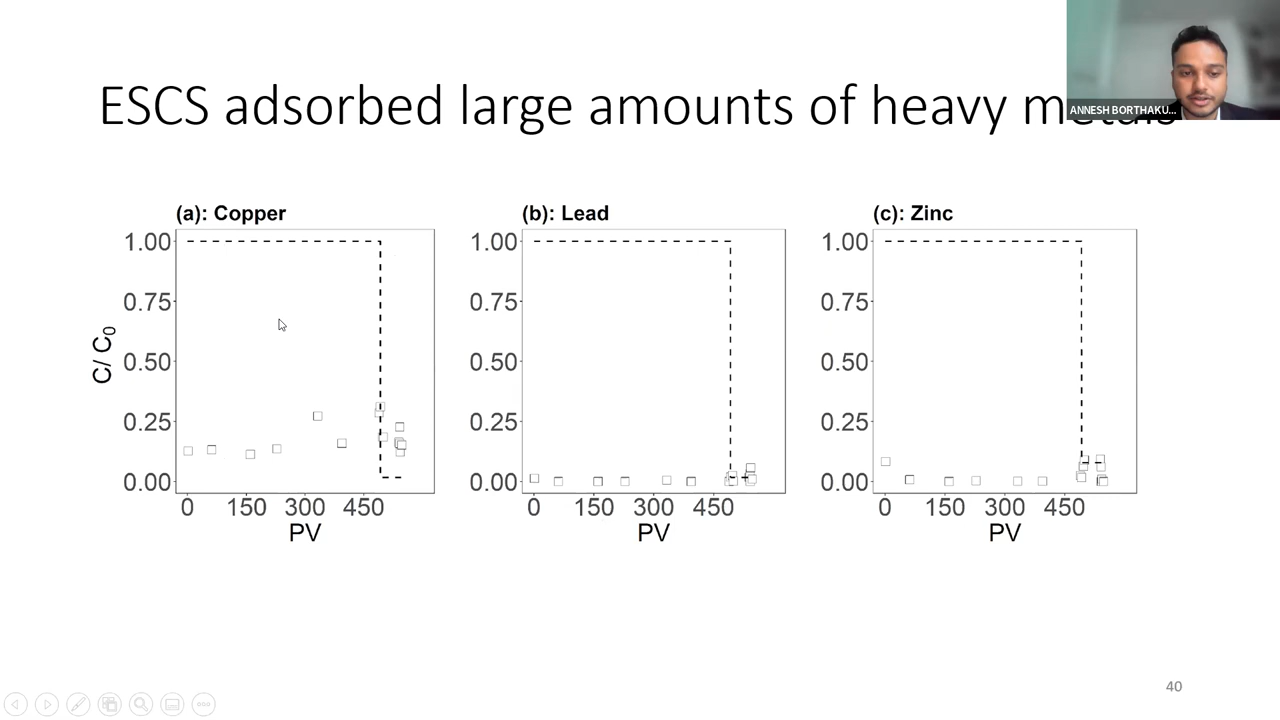 ESCS adsorbed large amounts of heavy metals
ANNESH BORTHAKU...
(a): Copper
(b): Lead
(c): Zinc
C/ C0
1.00
0.75
0.50
0.25
0.00
0 150 300 450
PV
1.00
0.75
0.50
0.25
0.00
0 150 300 450
PV
1.00
0.75
0.50
0.25
0.00
0 150 300 450
PV
40